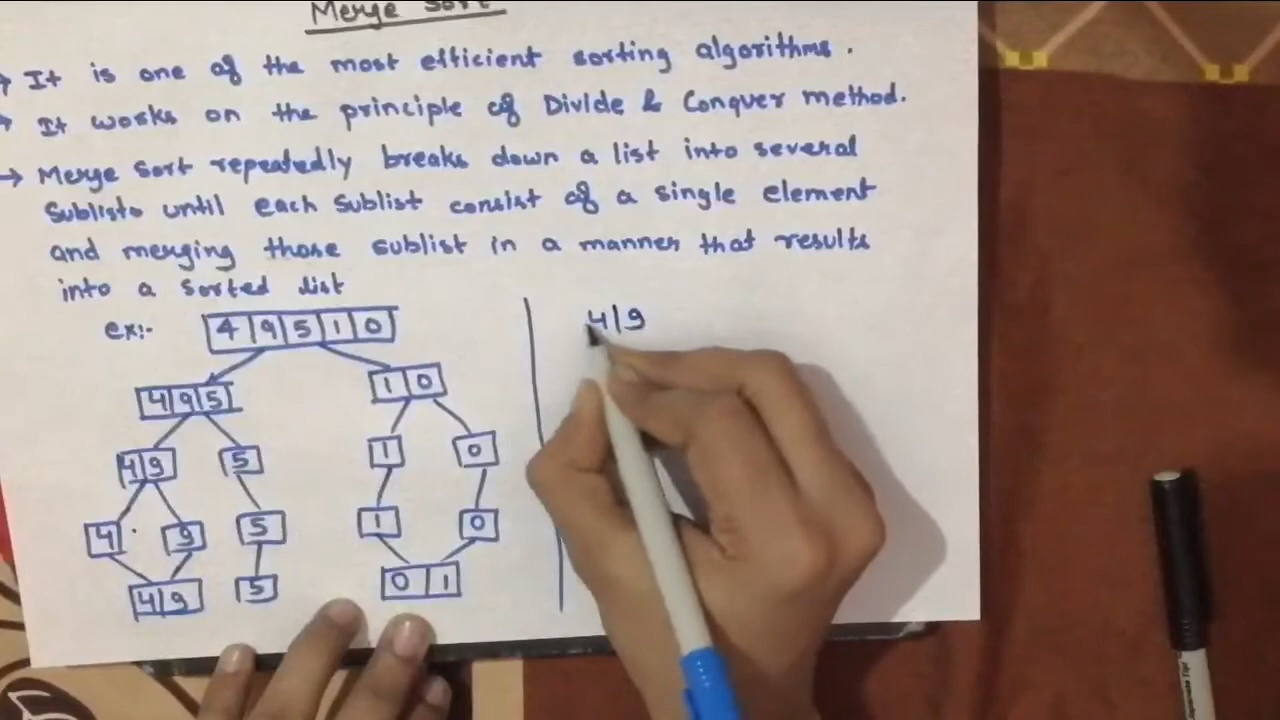 Merge Sort
→ It is one of the most efficient sorting algorithms.
→ It works on the principle of Divide & Conquer method.
→ Merge Sort repeatedly breaks down a list into several
Sublists until each sublist consist of a single element
and merging those sublist in a manner that results
into a sorted list
ex:- 4 9 5 1 0
4|9
4 9 5
1 0
4 9
5
1
0
4
9
5
1
0
4 9
5
0 1